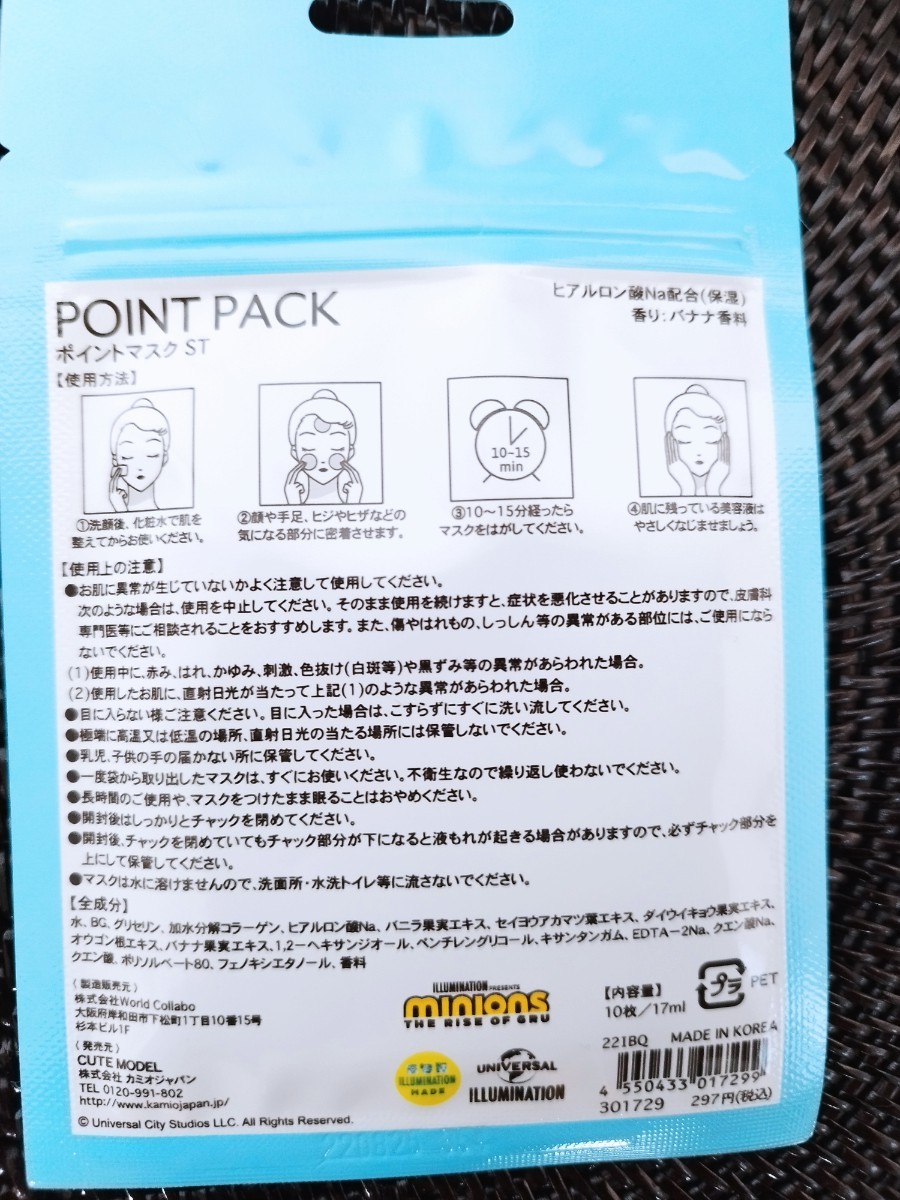 POINT PACK
ポイントマスク ST
ヒアルロン酸Na配合(保湿)
香り:バナナ香料
【使用方法】
10-15
min
①洗顔後、化粧水で肌を
整えてからお使いください。
②顔や手足、ヒジやヒザなどの
気になる部分に密着させます。
③10～15分経ったら
マスクをはがしてください。
④肌に残っている美容液は
やさしくなじませましょう。
【使用上の注意】
●お肌に異常が生じていないかよく注意して使用してください。
次のような場合は、使用を中止してください。そのまま使用を続けますと、症状を悪化させることがありますので、皮膚科
専門医等にご相談されることをおすすめします。また、傷やはれもの、しっしん等の異常がある部位には、ご使用になら
ないでください。
(1)使用中に、赤み、はれ、かゆみ、刺激、色抜け(白斑等)や黒ずみ等の異常があらわれた場合。
(2)使用したお肌に、直射日光が当たって上記(1)のような異常があらわれた場合。
●目に入らない様ご注意ください。目に入った場合は、こすらずにすぐに洗い流してください。
●極端に高温又は低温の場所、直射日光の当たる場所には保管しないでください。
●乳児、子供の手の届かない所に保管してください。
●一度袋から取り出したマスクは、すぐにお使いください。不衛生なので繰り返し使わないでください。
●長時間のご使用や、マスクをつけたまま眠ることはおやめください。
●開封後はしっかりとチャックを閉めてください。
●開封後、チャックを閉めていてもチャック部分が下になると液もれが起きる場合がありますので、必ずチャック部分を
上にして保管してください。
●マスクは水に溶けませんので、洗面所・水洗トイレ等に流さないでください。
【全成分】
水、BG、グリセリン、加水分解コラーゲン、ヒアルロン酸Na、バニラ果実エキス、セイヨウアカマツ葉エキス、ダイウイキョウ果実エキス、
オウゴン根エキス、バナナ果実エキス、1,2－ヘキサンジオール、ペンチレングリコール、キサンタンガム、EDTA－2Na、クエン酸Na、
クエン酸、ポリソルベート80、フェノキシエタノール、香料
〈製造販売元〉
株式会社World Collabo
大阪府岸和田市下松町1丁目10番15号
杉本ビル1F
〈発売元〉
CUTE MODEL
株式会社 カミオジャパン
TEL 0120-991-802
http://www.kamiojapan.jp/
© Universal City Studios LLC. All Rights Reserved.
ILLUMINATION PRESENTS
minions
THE RISE OF GRU
ILLUMINATION
MADE
UNIVERSAL
ILLUMINATION
【内容量】
10枚／17ml
プラ
PET
221BQ MADE IN KOREA
4 550433 017299
301729 297円(税込)